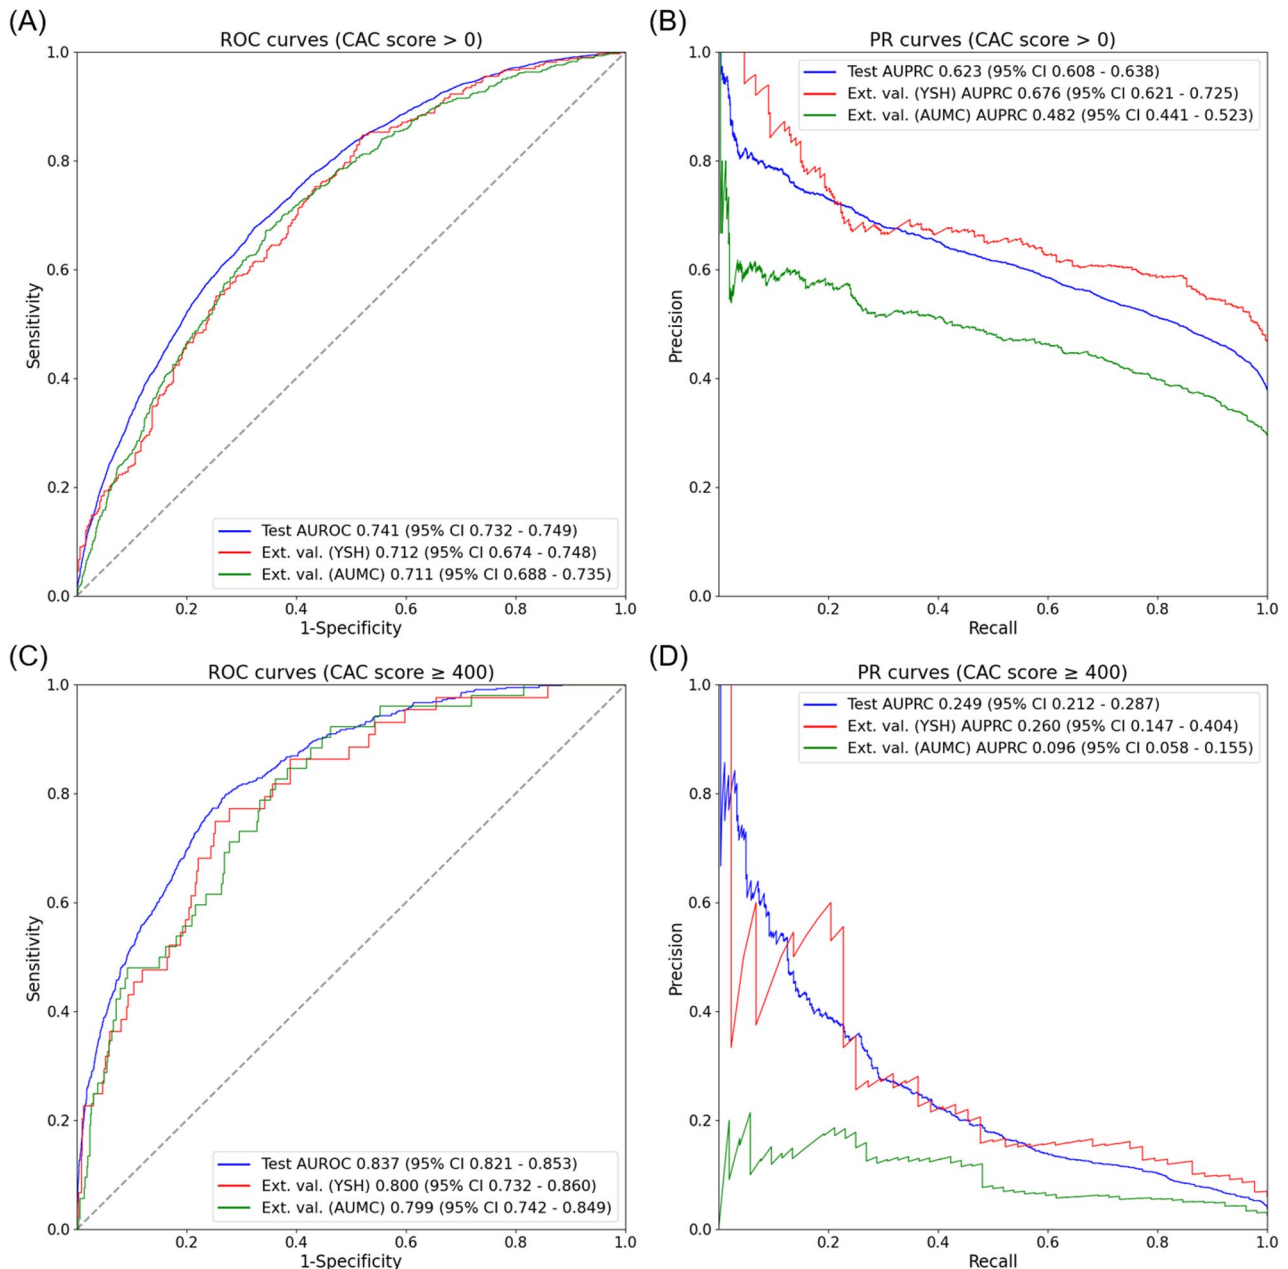 (A)
ROC curves (CAC score > 0)
1.0
0.8
0.6
0.4
0.2
0.0
Sensitivity
Test AUROC 0.741 (95% CI 0.732 - 0.749)
Ext. val. (YSH) 0.712 (95% CI 0.674 - 0.748)
Ext. val. (AUMC) 0.711 (95% CI 0.688 - 0.735)
0.2 0.4 0.6 0.8 1.0
1-Specificity
(B)
PR curves (CAC score > 0)
1.0
0.8
0.6
0.4
0.2
0.0
Precision
Test AUPRC 0.623 (95% CI 0.608 - 0.638)
Ext. val. (YSH) AUPRC 0.676 (95% CI 0.621 - 0.725)
Ext. val. (AUMC) AUPRC 0.482 (95% CI 0.441 - 0.523)
0.2 0.4 0.6 0.8 1.0
Recall
(C)
ROC curves (CAC score ≥ 400)
1.0
0.8
0.6
0.4
0.2
0.0
Sensitivity
Test AUROC 0.837 (95% CI 0.821 - 0.853)
Ext. val. (YSH) 0.800 (95% CI 0.732 - 0.860)
Ext. val. (AUMC) 0.799 (95% CI 0.742 - 0.849)
0.2 0.4 0.6 0.8 1.0
1-Specificity
(D)
PR curves (CAC score ≥ 400)
1.0
0.8
0.6
0.4
0.2
0.0
Precision
Test AUPRC 0.249 (95% CI 0.212 - 0.287)
Ext. val. (YSH) AUPRC 0.260 (95% CI 0.147 - 0.404)
Ext. val. (AUMC) AUPRC 0.096 (95% CI 0.058 - 0.155)
0.2 0.4 0.6 0.8 1.0
Recall